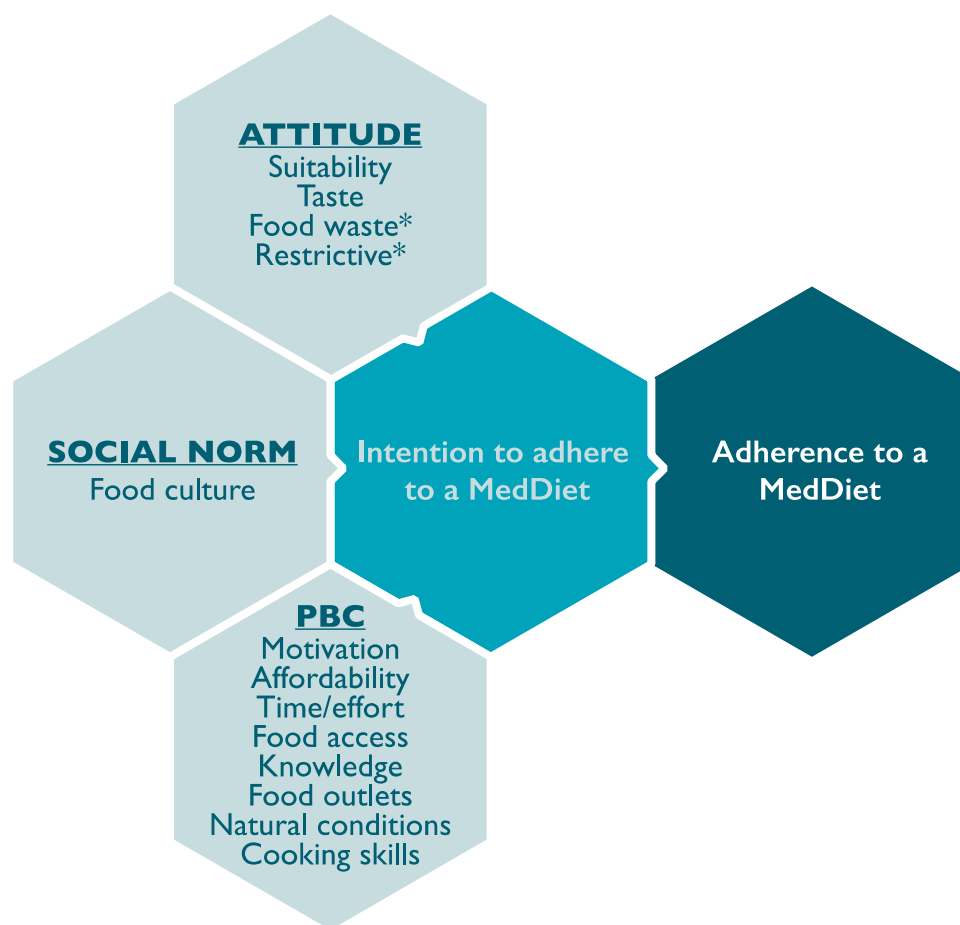 ATTITUDE
Suitability
Taste
Food waste*
Restrictive*
SOCIAL NORM
Food culture
Intention to adhere
to a MedDiet
Adherence to a
MedDiet
PBC
Motivation
Affordability
Time/effort
Food access
Knowledge
Food outlets
Natural conditions
Cooking skills